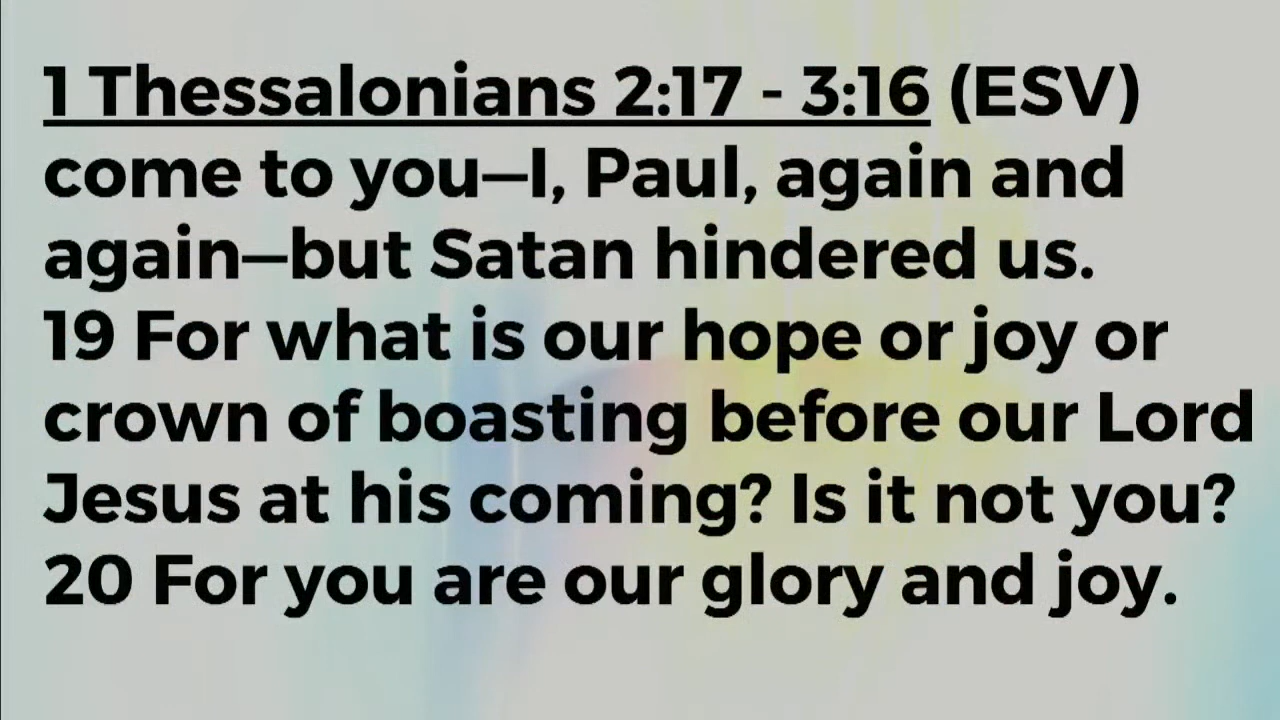 1 Thessalonians 2:17 - 3:16 (ESV)
come to you—I, Paul, again and
again—but Satan hindered us.
19 For what is our hope or joy or
crown of boasting before our Lord
Jesus at his coming? Is it not you?
20 For you are our glory and joy.